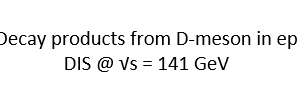 Decay products from D-meson in ep
DIS @ √s = 141 GeV